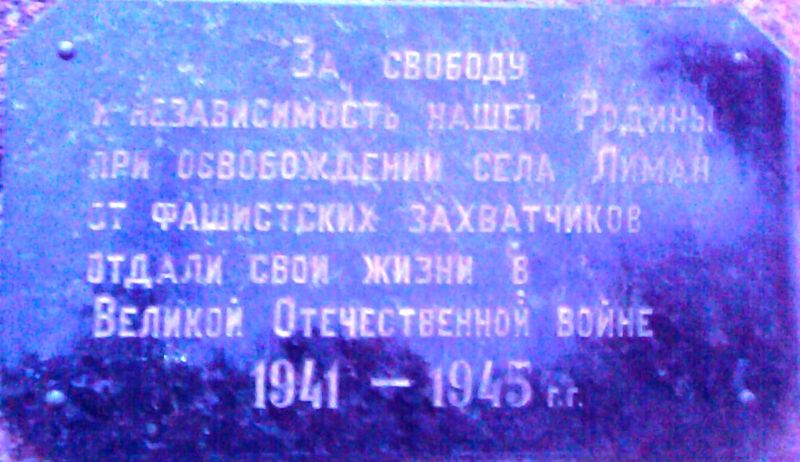 За свободу
и независимость нашей Родины
при освобождении села Лиман
от фашистских захватчиков
отдали свои жизни в
Великой Отечественной войне
1941 — 1945 г.г.